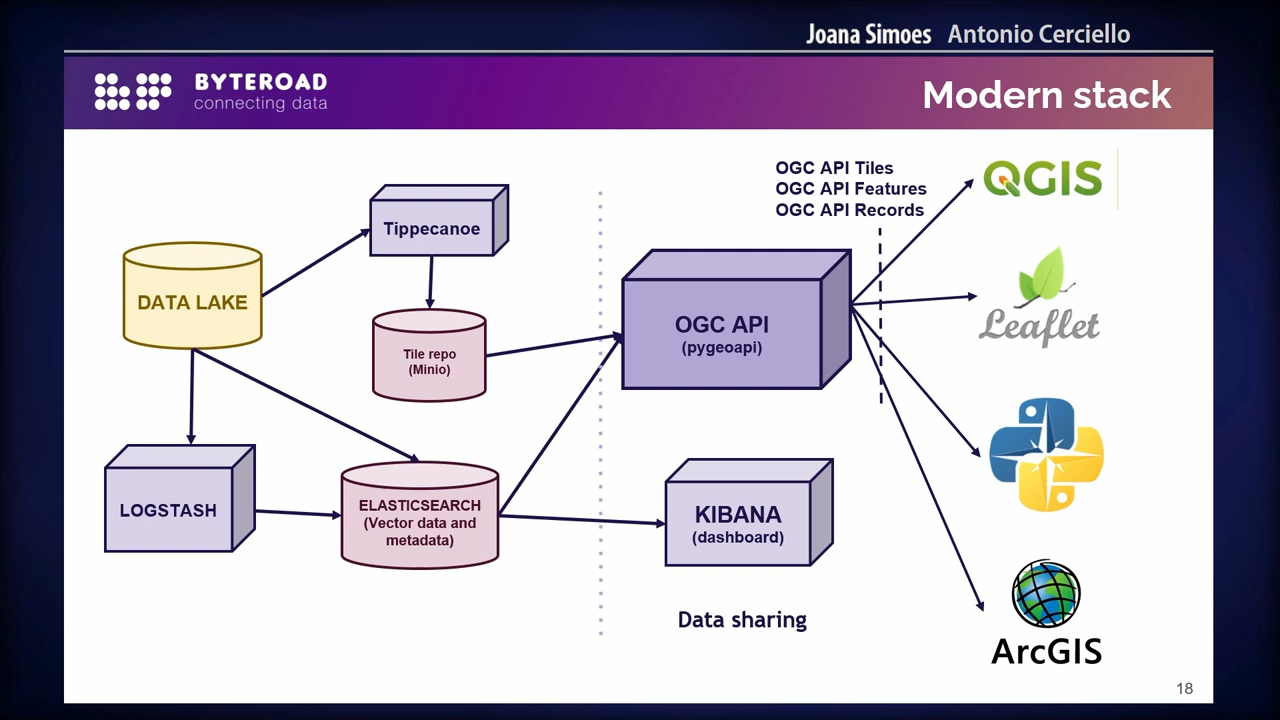 Joana Simoes Antonio Cerciello
BYTEROAD
connecting data
Modern stack
OGC API Tiles
OGC API Features
OGC API Records
QGIS
Tippecanoe
DATA LAKE
Tile repo
(Minio)
OGC API
(pygeoapi)
Leaflet
LOGSTASH
ELASTICSEARCH
(Vector data and
metadata)
KIBANA
(dashboard)
Data sharing
ArcGIS
18